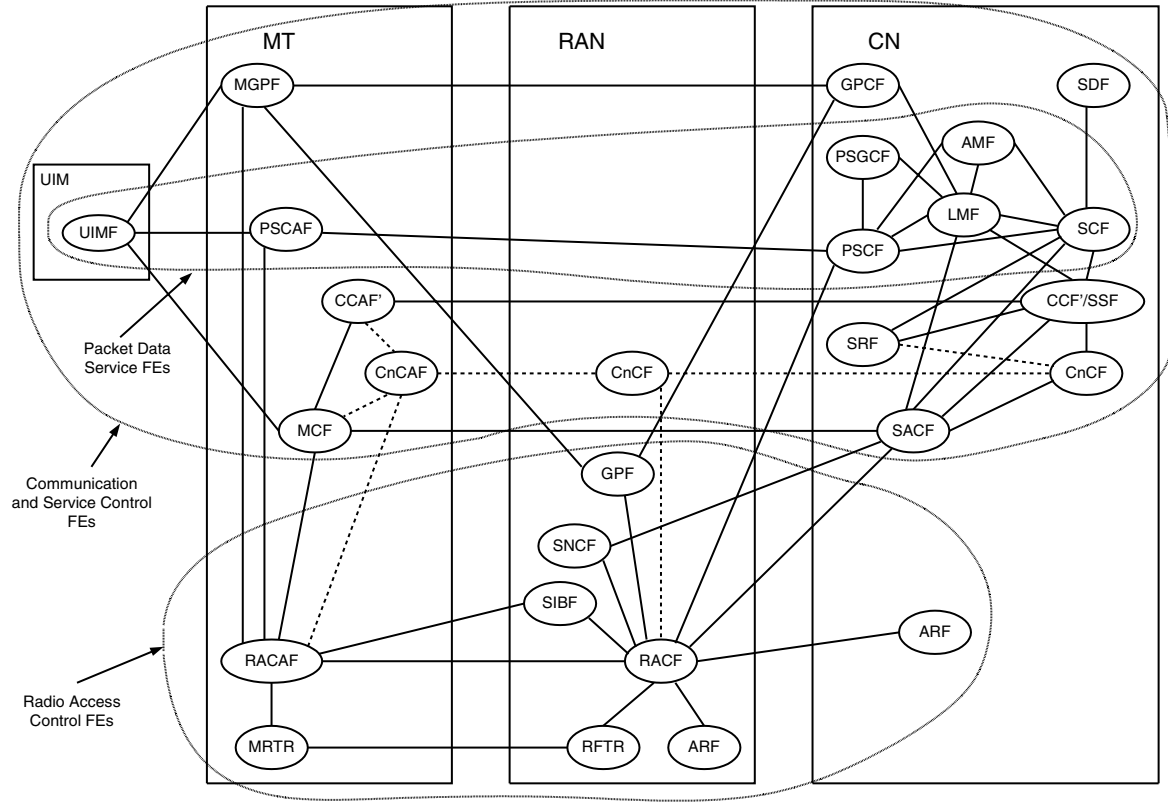 MT
RAN
CN
MGPF
GPCF
SDF
PSGCF
AMF
UIM
UIMF
PSCAF
LMF
SCF
PSCF
CCAF'
CCF'/SSF
Packet Data
Service FEs
SRF
CnCAF
CnCF
CnCF
MCF
SACF
GPF
Communication
and Service Control
FEs
SNCF
SIBF
ARF
RACAF
RACF
Radio Access
Control FEs
MRTR
RFTR
ARF